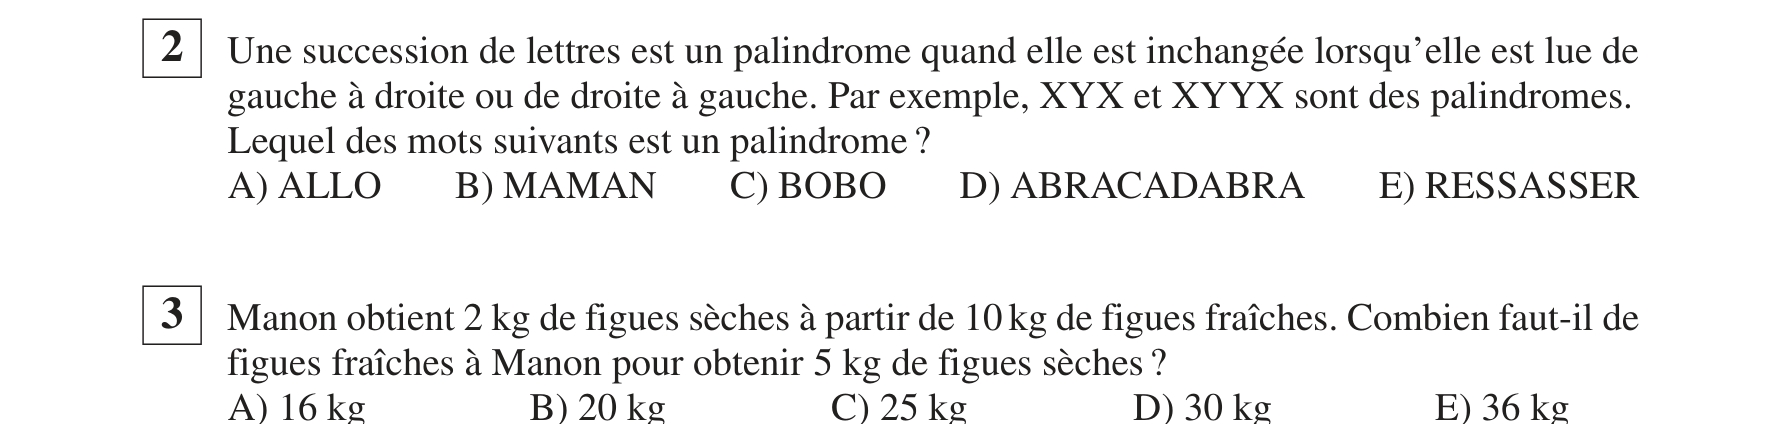 2 Une succession de lettres est un palindrome quand elle est inchangée lorsqu’elle est lue de
gauche à droite ou de droite à gauche. Par exemple, XYX et XYYX sont des palindromes.
Lequel des mots suivants est un palindrome ?
A) ALLO B) MAMAN C) BOBO D) ABRACADABRA E) RESSASSER
3 Manon obtient 2 kg de figues sèches à partir de 10 kg de figues fraîches. Combien faut-il de
figues fraîches à Manon pour obtenir 5 kg de figues sèches ?
A) 16 kg B) 20 kg C) 25 kg D) 30 kg E) 36 kg